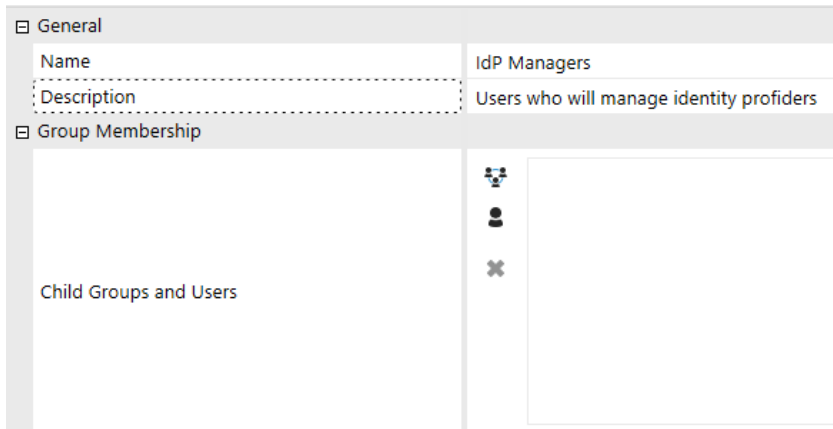 General
Name
IdP Managers
Description
Users who will manage identity profiders
Group Membership
Child Groups and Users